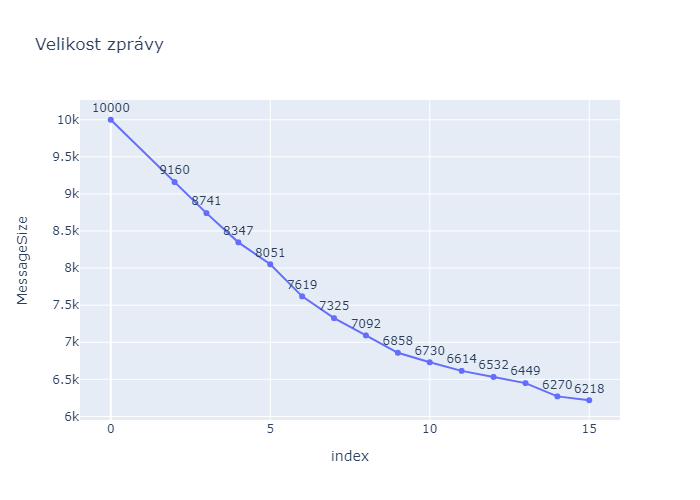 Velikost zprávy
10000
9160
8741
8347
8051
7619
7325
7092
6858
6730
6614
6532
6449
6270
6218
10k
9.5k
9k
8.5k
8k
7.5k
7k
6.5k
6k
MessageSize
0
5
10
15
index